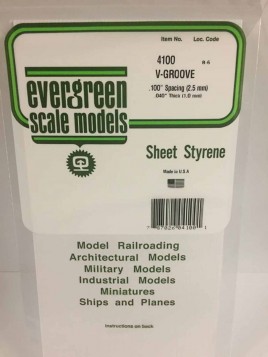 Item No. Loc. Code
4100
V-GROOVE
.100" Spacing (2.5 mm)
.040" Thick (1.0 mm)
evergreen
scale models
Sheet Styrene
Made in U.S.A
Model Railroading
Architectural Models
Military Models
Industrial Models
Miniatures
Ships and Planes
Instructions on back